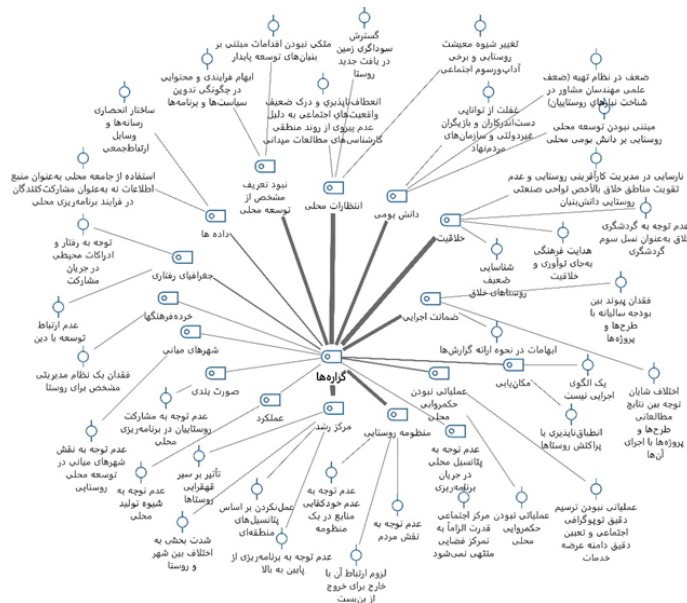 گسترش
سوداگری زمین
در بافت جدید
روستا
متکی نبودن اقدامات مبتنی بر
بنیان‌های توسعه پایدار
تغییر شیوه معیشت
روستایی و برخی
آداب‌ورسوم اجتماعی
ضعف در نظام تهیه (ضعف
علمی مهندسان مشاور در
شناخت نیازهای روستاییان)
ابهام فرایندی و محتوایی
در چگونگی تدوین
سیاست‌ها و برنامه‌ها
انعطاف‌ناپذیری و درک ضعیف
واقعیت‌های اجتماعی به دلیل
عدم پیروی از روند منطقی
کارشناسی‌های مطالعات میدانی
غفلت از توانایی
دست‌اندرکاران و بازیگران
غیردولتی و سازمان‌های
مردم‌نهاد
مبتنی نبودن توسعه محلی
روستایی بر دانش بومی محلی
ساختار انحصاری
رسانه‌ها و
وسایل
ارتباط‌جمعی
نارسایی در مدیریت کارآفرینی روستایی و عدم
تقویت مناطق خلاق بالاخص نواحی صنعتی
روستایی دانش‌بنیان
استفاده از جامعه محلی به‌عنوان منبع
اطلاعات نه به‌عنوان مشارکت‌کنندگان
در فرایند برنامه‌ریزی محلی
نبود تعریف
مشخص از
توسعه محلی
انتظارات محلی
دانش بومی
خلاقیت
عدم توجه به گردشگری
خلاق به‌عنوان نسل سوم
گردشگری
داده ها
توجه به رفتار و
ادراکات محیطی
در جریان
مشارکت
جغرافیای رفتاری
شناسایی
ضعیف
روستاهای خلاق
هدایت فرهنگی
به‌جای نوآوری و
خلاقیت
خرده‌فرهنگها
ضمانت اجرایی
فقدان پیوند بین
بودجه سالیانه با
طرح‌ها و
پروژه‌ها
عدم ارتباط
توسعه با دین
شهرهای میانی
ابهامات در نحوه ارائه گزارش‌ها
فقدان یک نظام مدیریتی
مشخص برای روستا
گزاره‌ها
صورت بندی
عملیاتی نبودن
حکمروایی
محلی
مکان‌یابی
یک الگوی
اجرایی نیست
اختلاف شایان
توجه بین نتایج
مطالعاتی
طرح‌ها و
پروژه‌ها با اجرای
آن‌ها
عدم توجه به مشارکت
روستاییان در برنامه‌ریزی
محلی
عملکرد
مرکز رشد
منظومه روستایی
انطباق‌ناپذیری با
پراکنش روستاها
عدم توجه به نقش
شهرهای میانی در
توسعه محلی
روستایی
عدم توجه به
پتانسیل محلی
در جریان
برنامه‌ریزی
تأثیر بر سیر
قهقرایی
روستاها
عدم توجه به
شیوه تولید
محلی
عمل‌نکردن بر اساس
پتانسیل‌های
منطقه‌ای
عدم توجه به
خودکفایی
منابع در یک
منظومه
عدم توجه به
نقش مردم
مرکز اجتماعی
قدرت الزاماً به
تمرکز فضایی
منتهی نمی‌شود
عملیاتی نبودن
حکمروایی
محلی
عملیاتی نبودن ترسیم
دقیق توپوگرافی
اجتماعی و تعیین
دقیق دامنه عرضه
خدمات
شدت بخشی به
اختلاف بین شهر
و روستا
عدم توجه به برنامه‌ریزی از
پایین به بالا
لزوم ارتباط آن با
خارج برای خروج
از بن‌بست